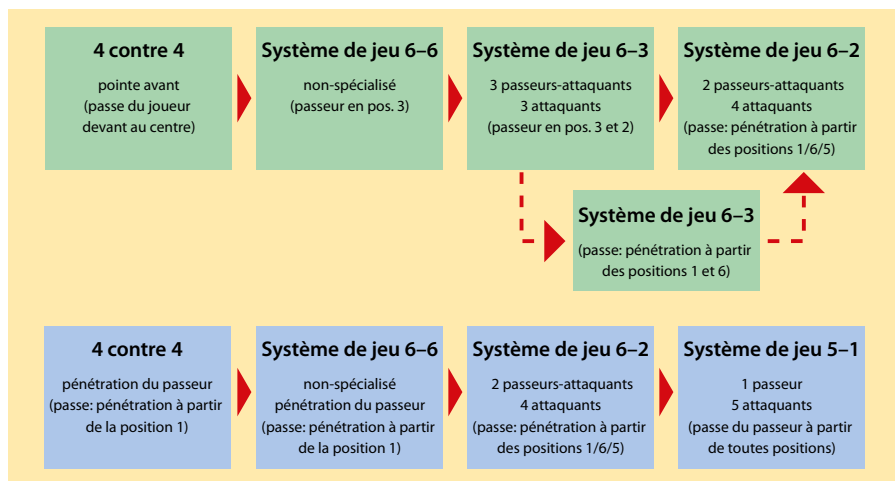 4 contre 4
pointe avant
(passe du joueur
devant au centre)
Système de jeu 6–6
non-spécialisé
(passeur en pos. 3)
Système de jeu 6–3
3 passeurs-attaquants
3 attaquants
(passeur en pos. 3 et 2)
Système de jeu 6–2
2 passeurs-attaquants
4 attaquants
(passe: pénétration à partir
des positions 1/6/5)
Système de jeu 6–3
(passe: pénétration à partir
des positions 1 et 6)
4 contre 4
pénétration du passeur
(passe: pénétration à partir
de la position 1)
Système de jeu 6–6
non-spécialisé
pénétration du passeur
(passe: pénétration à partir
de la position 1)
Système de jeu 6–2
2 passeurs-attaquants
4 attaquants
(passe: pénétration à partir
des positions 1/6/5)
Système de jeu 5–1
1 passeur
5 attaquants
(passe du passeur à partir
de toutes positions)